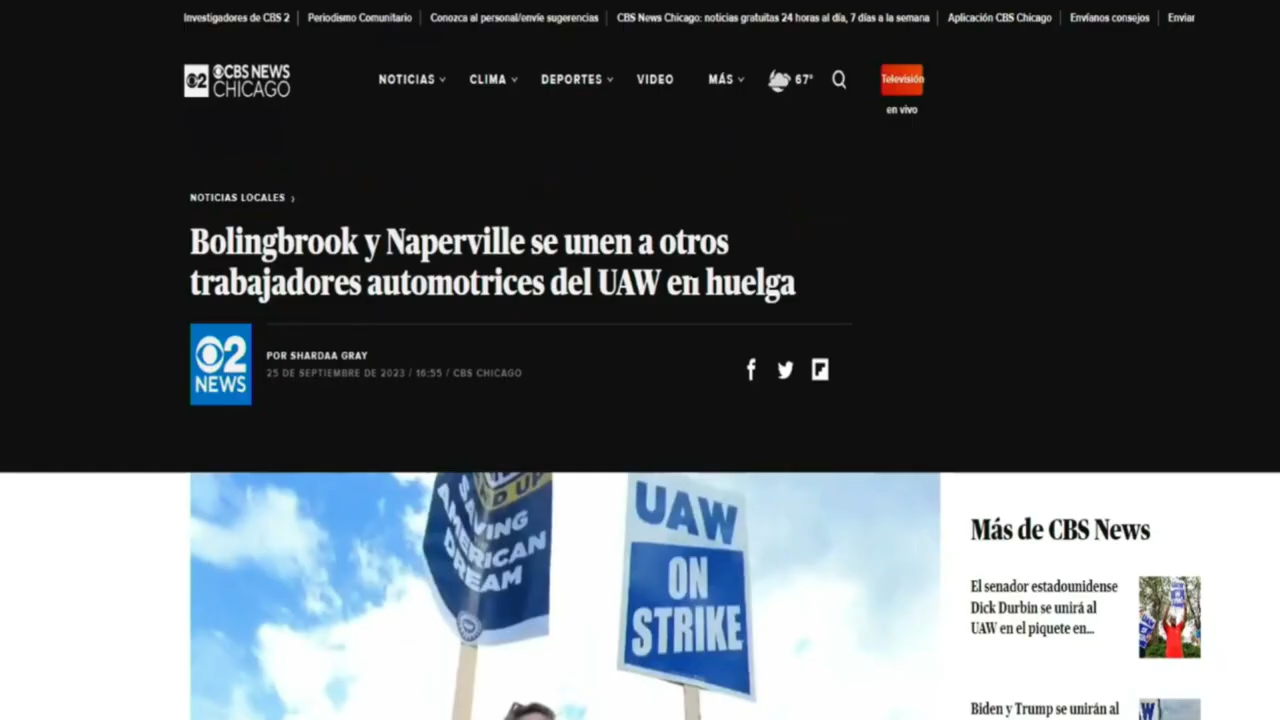 Investigadores de CBS 2
Periodismo Comunitario
Conozca al personal/envíe sugerencias
CBS News Chicago: noticias gratuitas 24 horas al día, 7 días a la semana
Aplicación CBS Chicago
Envíanos consejos
Enviar
2 CBS NEWS
CHICAGO
NOTICIAS
CLIMA
DEPORTES
VIDEO
MÁS
67°
Televisión
en vivo
NOTICIAS LOCALES
Bolingbrook y Naperville se unen a otros
trabajadores automotrices del UAW en huelga
2
NEWS
POR SHARDAA GRAY
25 DE SEPTIEMBRE DE 2023 / 16:55 / CBS CHICAGO
D UP
SAVING
AMERICAN
DREAM
UAW
ON
STRIKE
Más de CBS News
El senador estadounidense
Dick Durbin se unirá al
UAW en el piquete en...
Biden y Trump se unirán al